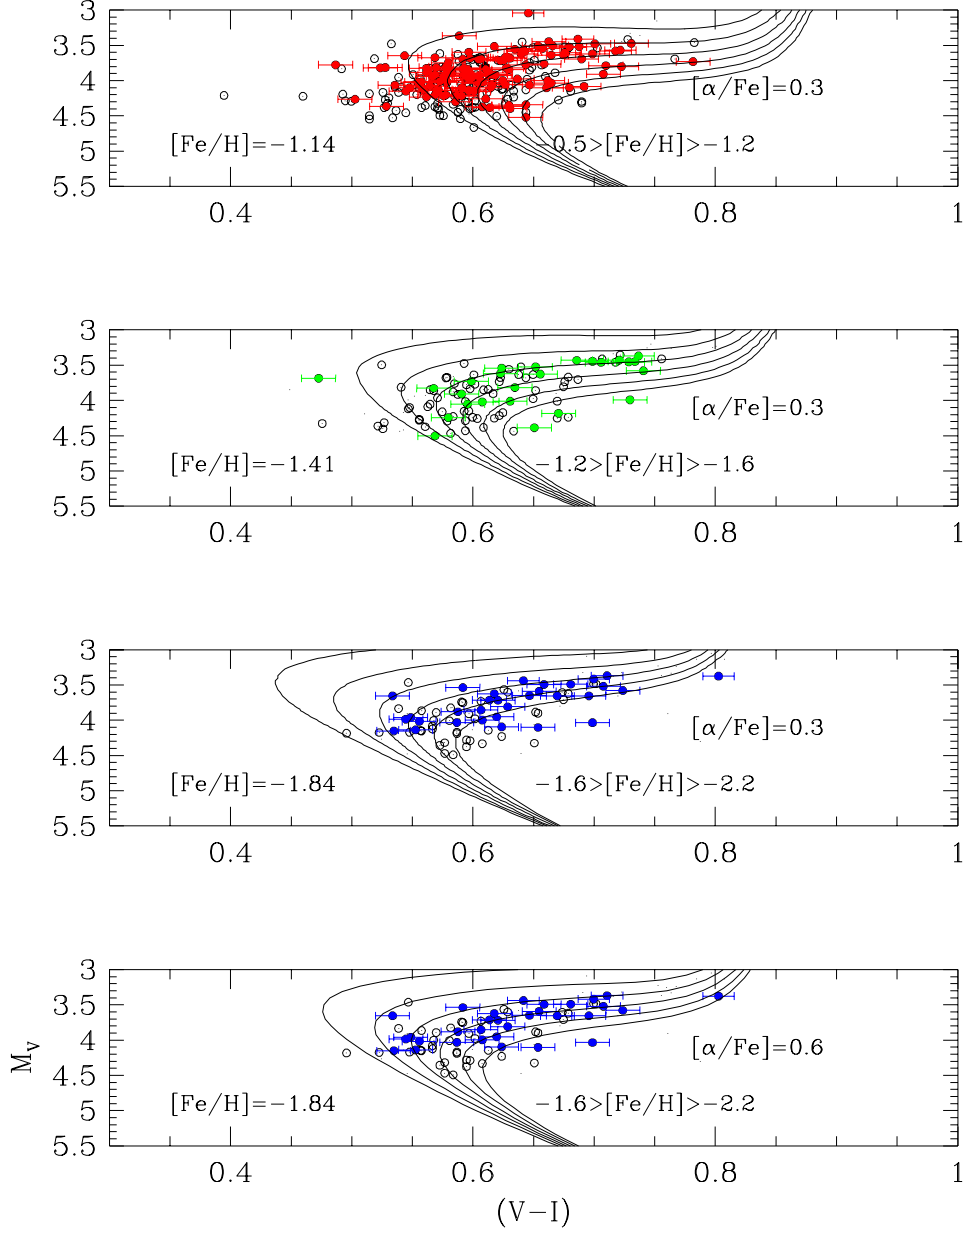 3
3.5
4
4.5
5
5.5
[α/Fe]=0.3
[Fe/H]=−1.14
−0.5>[Fe/H]>−1.2
0.4 0.6 0.8 1
3
3.5
4
4.5
5
5.5
[α/Fe]=0.3
[Fe/H]=−1.41
−1.2>[Fe/H]>−1.6
0.4 0.6 0.8 1
3
3.5
4
4.5
5
5.5
[α/Fe]=0.3
[Fe/H]=−1.84
−1.6>[Fe/H]>−2.2
0.4 0.6 0.8 1
3
3.5
4
4.5
5
5.5
[α/Fe]=0.6
[Fe/H]=−1.84
−1.6>[Fe/H]>−2.2
0.4 0.6 0.8 1
M_V
(V−I)